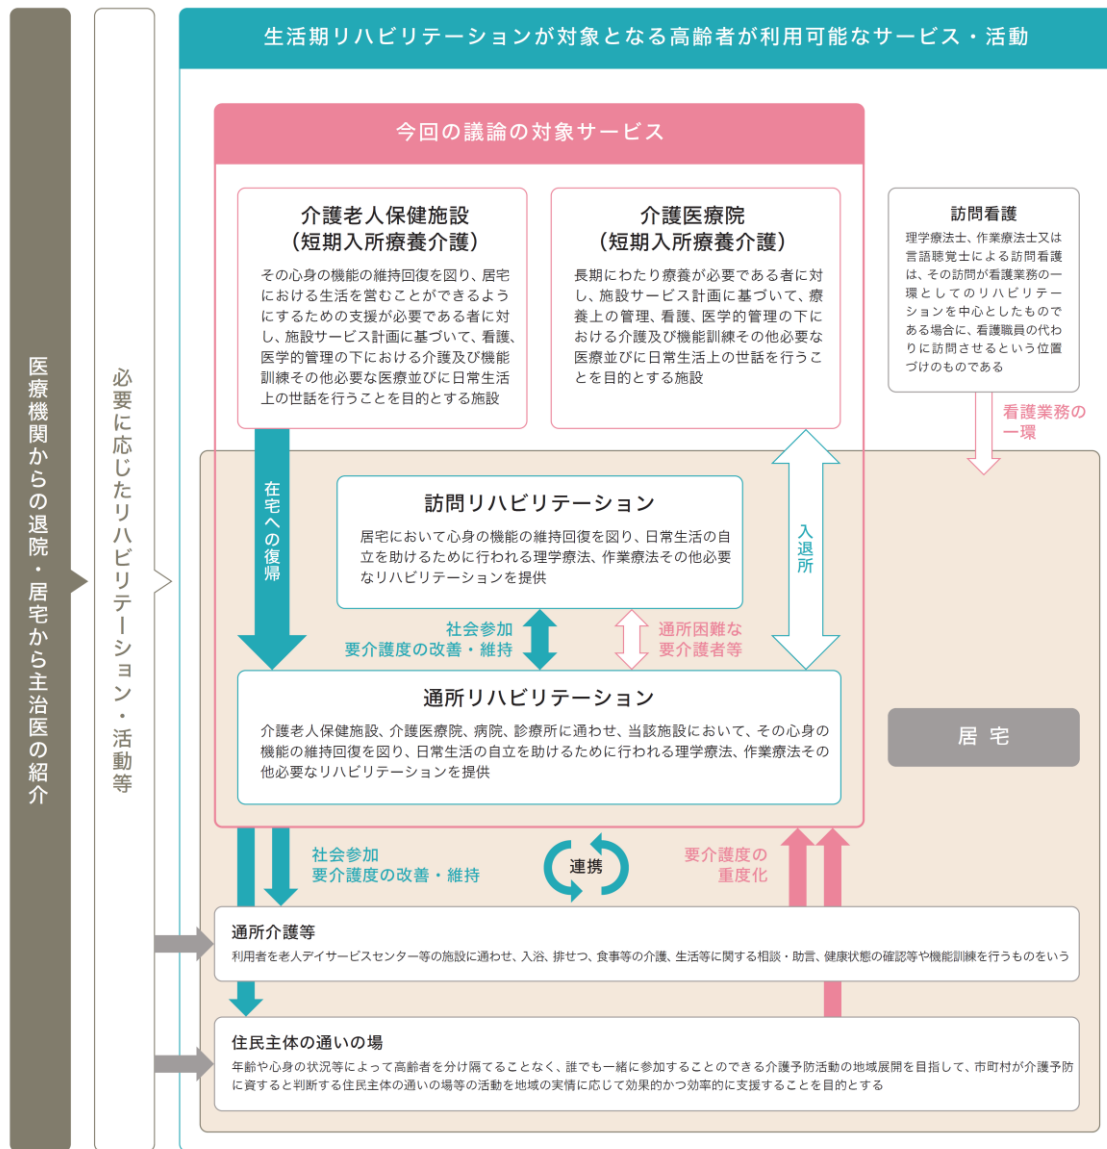 生活期リハビリテーションが対象となる高齢者が利用可能なサービス・活動
医療機関からの退院・居宅から主治医の紹介
必要に応じたリハビリテーション・活動等
今回の議論の対象サービス
介護老人保健施設
（短期入所療養介護）
その心身の機能の維持回復を図り、居宅
における生活を営むことができるよう
にするための支援が必要である者に対
し、施設サービス計画に基づいて、看護、
医学的管理の下における介護及び機能
訓練その他必要な医療並びに日常生活
上の世話を行うことを目的とする施設
介護医療院
（短期入所療養介護）
長期にわたり療養が必要である者に対
し、施設サービス計画に基づいて、療養
上の管理、看護、医学的管理の下に
おける介護及び機能訓練その他必要な
医療並びに日常生活上の世話を行うこ
とを目的とする施設
訪問看護
理学療法士、作業療法士又は
言語聴覚士による訪問看護
は、その訪問が看護業務の一
環としてのリハビリテー
ションを中心としたもので
ある場合に、看護職員の代わ
りに訪問させるという位置
づけのものである
看護業務の
一環
在宅への復帰
訪問リハビリテーション
居宅において心身の機能の維持回復を図り、日常生活の自
立を助けるために行われる理学療法、作業療法その他必要
なリハビリテーションを提供
入退所
社会参加
要介護度の改善・維持
通所困難な
要介護者等
通所リハビリテーション
介護老人保健施設、介護医療院、病院、診療所に通わせ、当該施設において、その心身の
機能の維持回復を図り、日常生活の自立を助けるために行われる理学療法、作業療法その
他必要なリハビリテーションを提供
居宅
社会参加
要介護度の改善・維持
連携
要介護度の
重度化
通所介護等
利用者を老人デイサービスセンター等の施設に通わせ、入浴、排せつ、食事等の介護、生活等に関する相談・助言、健康状態の確認等や機能訓練を行うものをいう
住民主体の通いの場
年齢や心身の状況等によって高齢者を分け隔てることなく、誰でも一緒に参加することのできる介護予防活動の地域展開を目指して、市町村が介護予防
に資すると判断する住民主体の通いの場等の活動を地域の実情に応じて効果的かつ効率的に支援することを目的とする